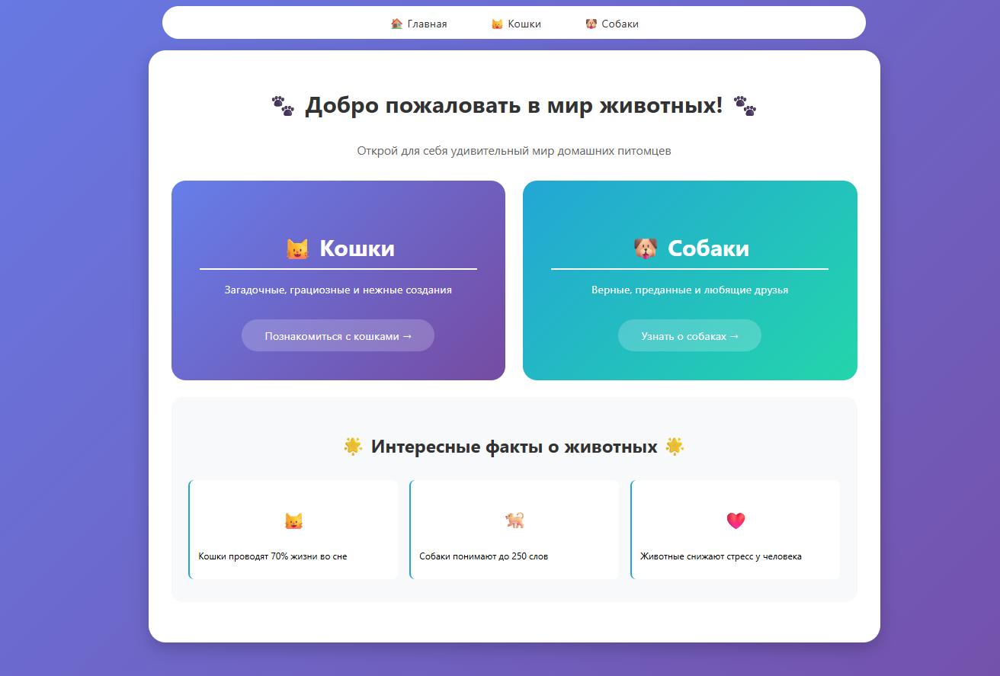 🏠 Главная 🐱 Кошки 🐶 Собаки
🐾 Добро пожаловать в мир животных! 🐾
Открой для себя удивительный мир домашних питомцев
🐱 Кошки
Загадочные, грациозные и нежные создания
Познакомиться с кошками →
🐶 Собаки
Верные, преданные и любящие друзья
Узнать о собаках →
🌟 Интересные факты о животных 🌟
Кошки проводят 70% жизни во сне
Собаки понимают до 250 слов
Животные снижают стресс у человека